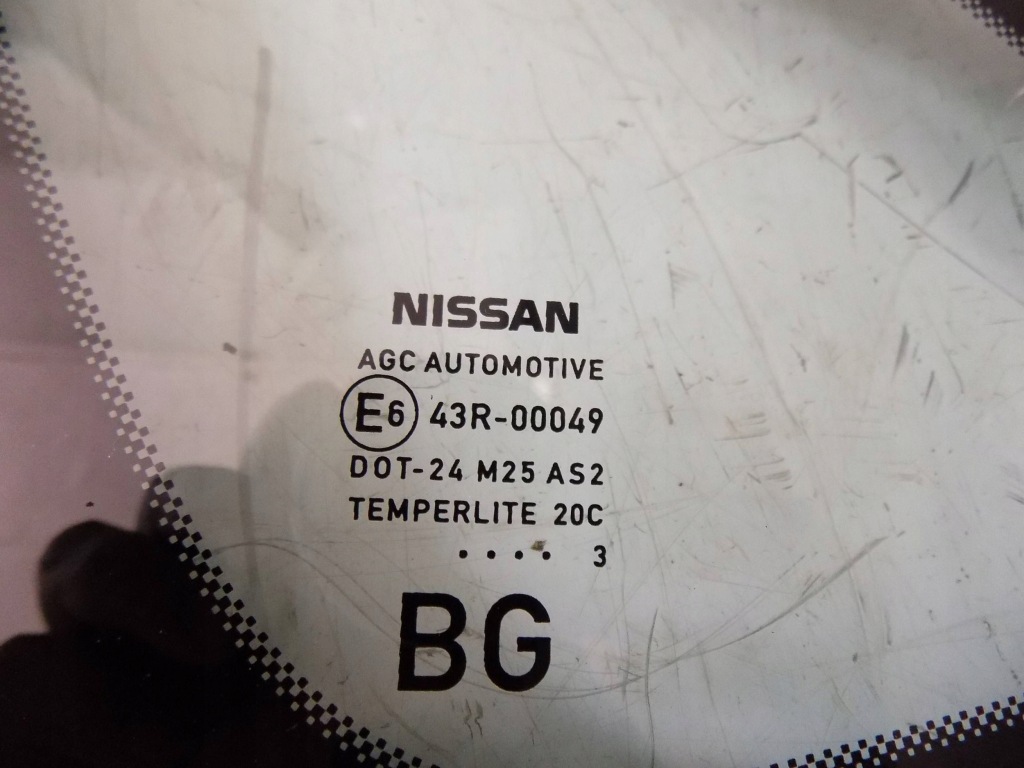 NISSAN
AGC AUTOMOTIVE
E6 43R-00049
DOT-24 M25 AS2
TEMPERLITE 20C
•••• 3
BG